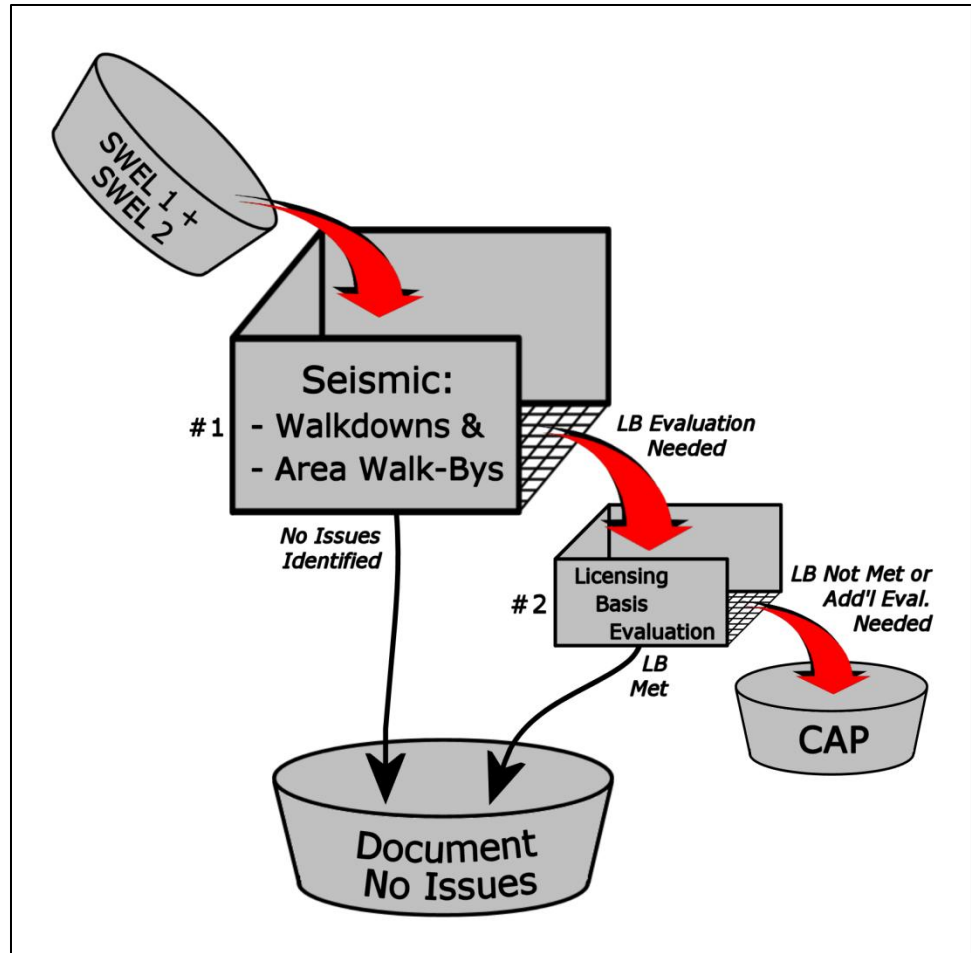 SWEL 1 +
SWEL 2
Seismic:
#1
- Walkdowns &
- Area Walk-Bys
LB Evaluation
Needed
No Issues
Identified
#2
Licensing
Basis
Evaluation
LB Not Met or
Add'l Eval.
Needed
LB
Met
CAP
Document
No Issues